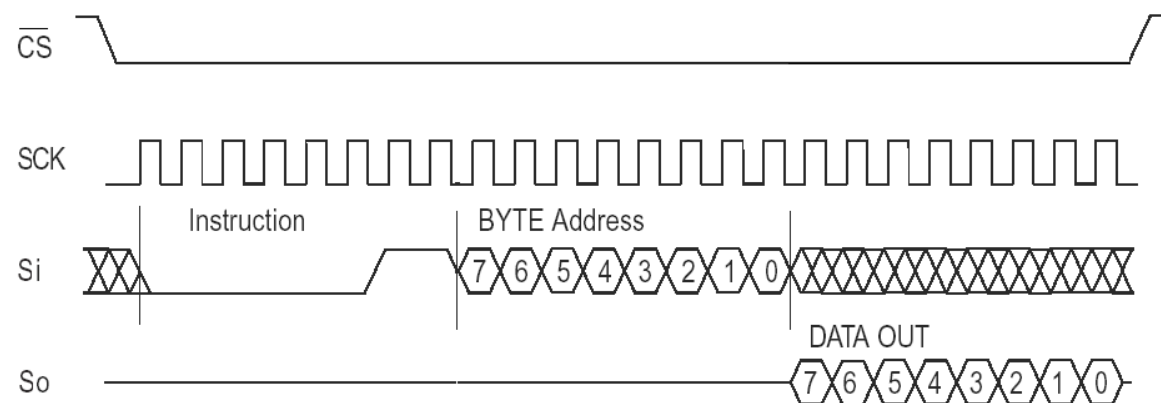 CS
SCK
Instruction BYTE Address
Si 7 6 5 4 3 2 1 0
DATA OUT
So 7 6 5 4 3 2 1 0